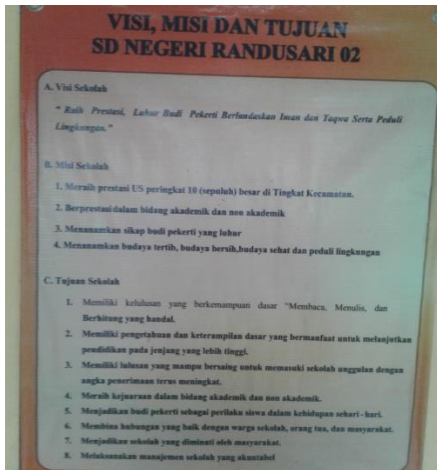 VISI, MISI DAN TUJUAN
SD NEGERI RANDUSARI 02
A. Visi Sekolah
" Raih Prestasi, Luhur Budi Pekerti Berlandaskan Iman dan Taqwa Serta Peduli
Lingkungan."
B. Misi Sekolah
1. Meraih prestasi US peringkat 10 (sepuluh) besar di Tingkat Kecamatan.
2. Berprestasi dalam bidang akademik dan non akademik
3. Menanamkan sikap budi pekerti yang luhur
4. Menanamkan budaya tertib, budaya bersih,budaya sehat dan peduli lingkungan
C. Tujuan Sekolah
1. Memiliki kelulusan yang berkemampuan dasar "Membaca, Menulis, dan
Berhitung yang handal.
2. Memiliki pengetahuan dan keterampilan dasar yang bermanfaat untuk melanjutkan
pendidikan pada jenjang yang lebih tinggi.
3. Memiliki lulusan yang mampu bersaing untuk memasuki sekolah unggulan dengan
angka penerimaan terus meningkat.
4. Meraih kejuaraan dalam bidang akademik dan non akademik.
5. Menjadikan budi pekerti sebagai perilaku siswa dalam kehidupan sehari - hari.
6. Membina hubungan yang baik dengan warga sekolah, orang tua, dan masyarakat.
7. Menjadikan sekolah yang diminati oleh masyarakat.
8. Melaksanakan manajemen sekolah yang akuntabel